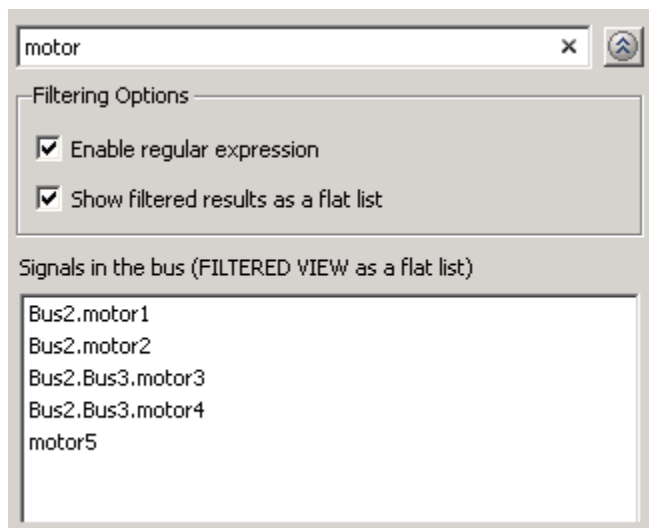 motor
Filtering Options
Enable regular expression
Show filtered results as a flat list
Signals in the bus (FILTERED VIEW as a flat list)
Bus2.motor1
Bus2.motor2
Bus2.Bus3.motor3
Bus2.Bus3.motor4
motor5